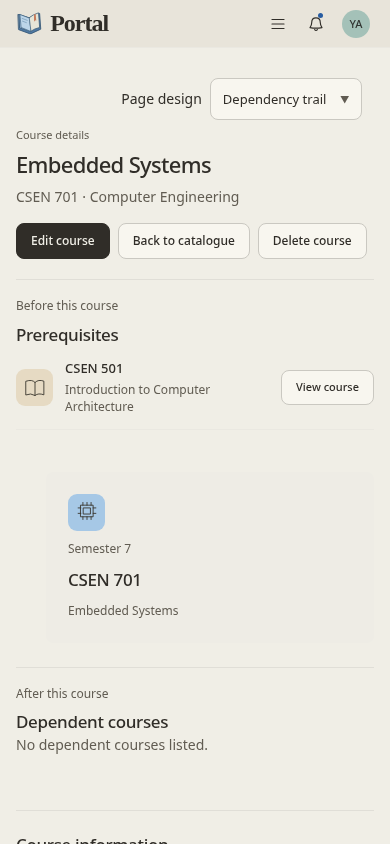 Portal
YA
Page design
Dependency trail
Course details
Embedded Systems
CSEN 701 · Computer Engineering
Edit course
Back to catalogue
Delete course
Before this course
Prerequisites
CSEN 501
Introduction to Computer
Architecture
View course
Semester 7
CSEN 701
Embedded Systems
After this course
Dependent courses
No dependent courses listed.
Course information